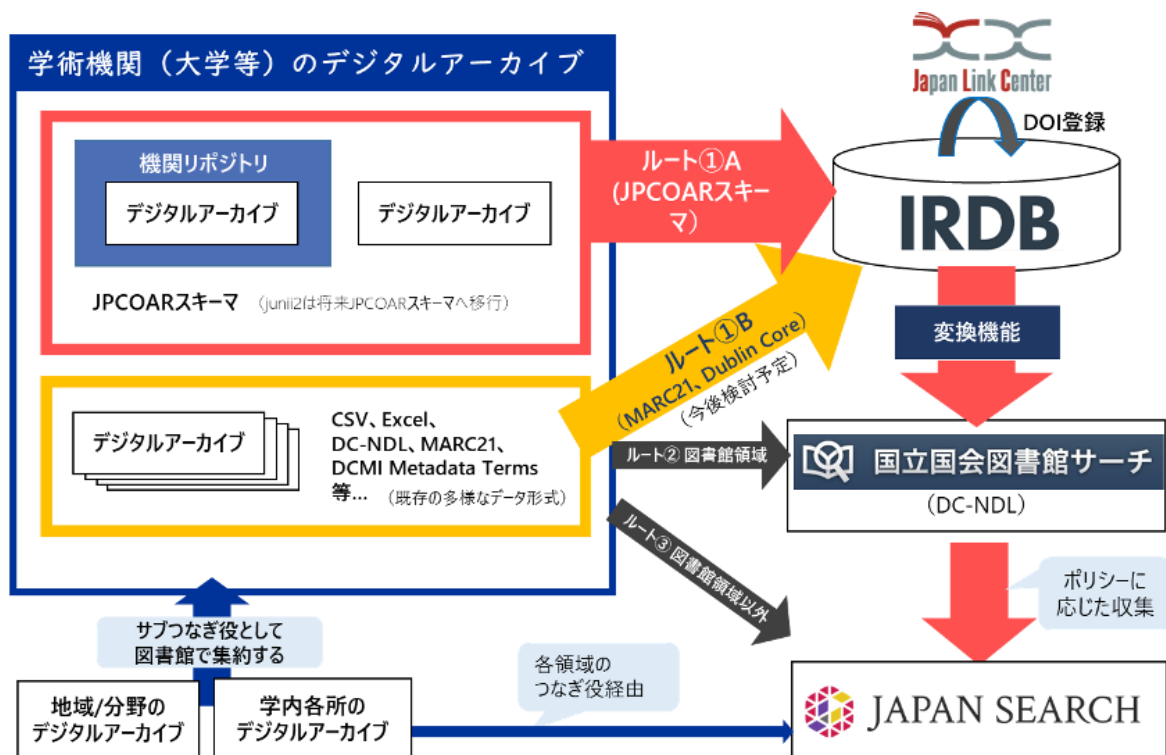 学術機関（大学等）のデジタルアーカイブ
機関リポジトリ
デジタルアーカイブ
デジタルアーカイブ
JPCOARスキーマ （junii2は将来JPCOARスキーマへ移行）
デジタルアーカイブ
CSV、Excel、
DC-NDL、MARC21、
DCMI Metadata Terms
等... （既存の多様なデータ形式）
ルート①A
(JPCOARスキー
マ）
ルート①B
（MARC21、Dublin Core）
（今後検討予定）
ルート② 図書館領域
ルート③ 図書館領域以外
Japan Link Center
DOI登録
IRDB
変換機能
国立国会図書館サーチ
（DC-NDL）
ポリシーに
応じた収集
JAPAN SEARCH
サブつなぎ役として
図書館で集約する
各領域の
つなぎ役経由
地域/分野の
デジタルアーカイブ
学内各所の
デジタルアーカイブ